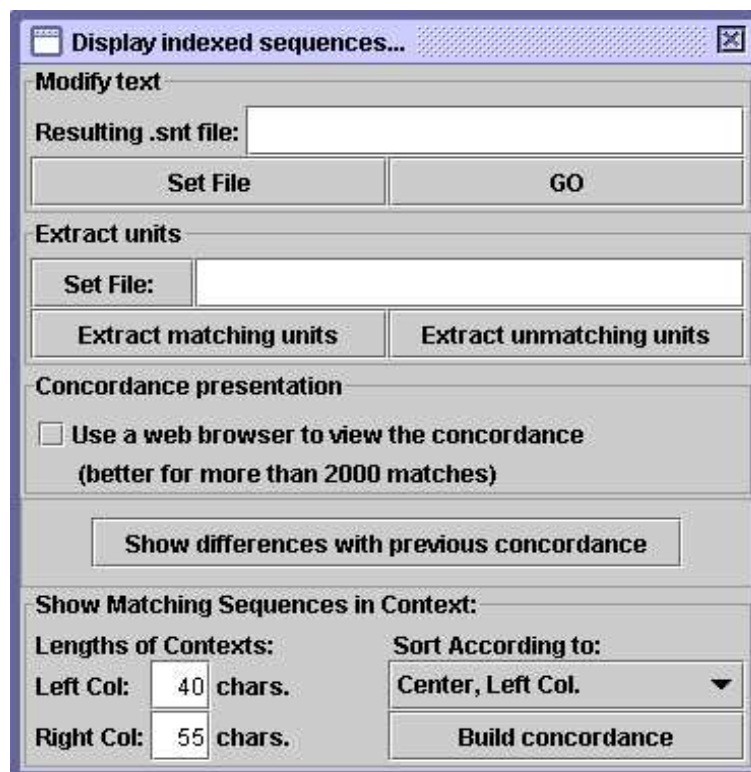 Display indexed sequences...
Modify text
Resulting .snt file:
Set File GO
Extract units
Set File:
Extract matching units Extract unmatching units
Concordance presentation
Use a web browser to view the concordance
(better for more than 2000 matches)
Show differences with previous concordance
Show Matching Sequences in Context:
Lengths of Contexts: Sort According to:
Left Col: 40 chars. Center, Left Col.
Right Col: 55 chars. Build concordance